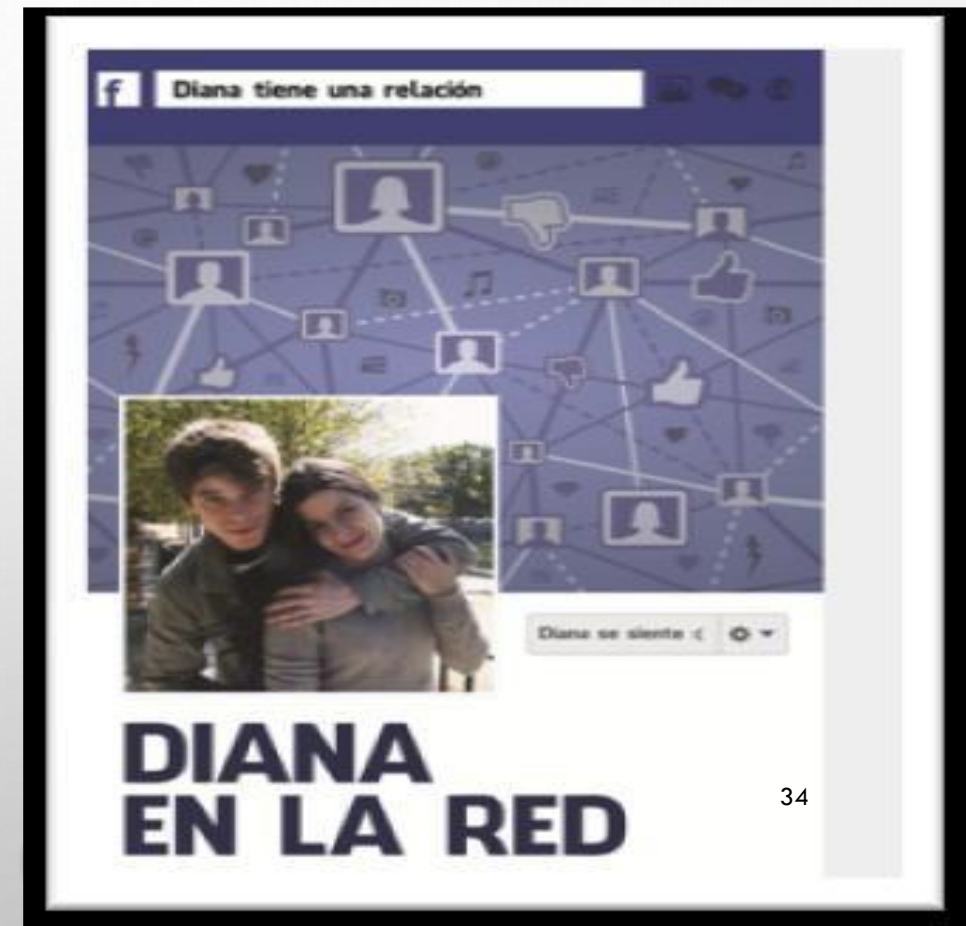 f
Diana tiene una relación
Diana se siente :(
DIANA
EN LA RED
34